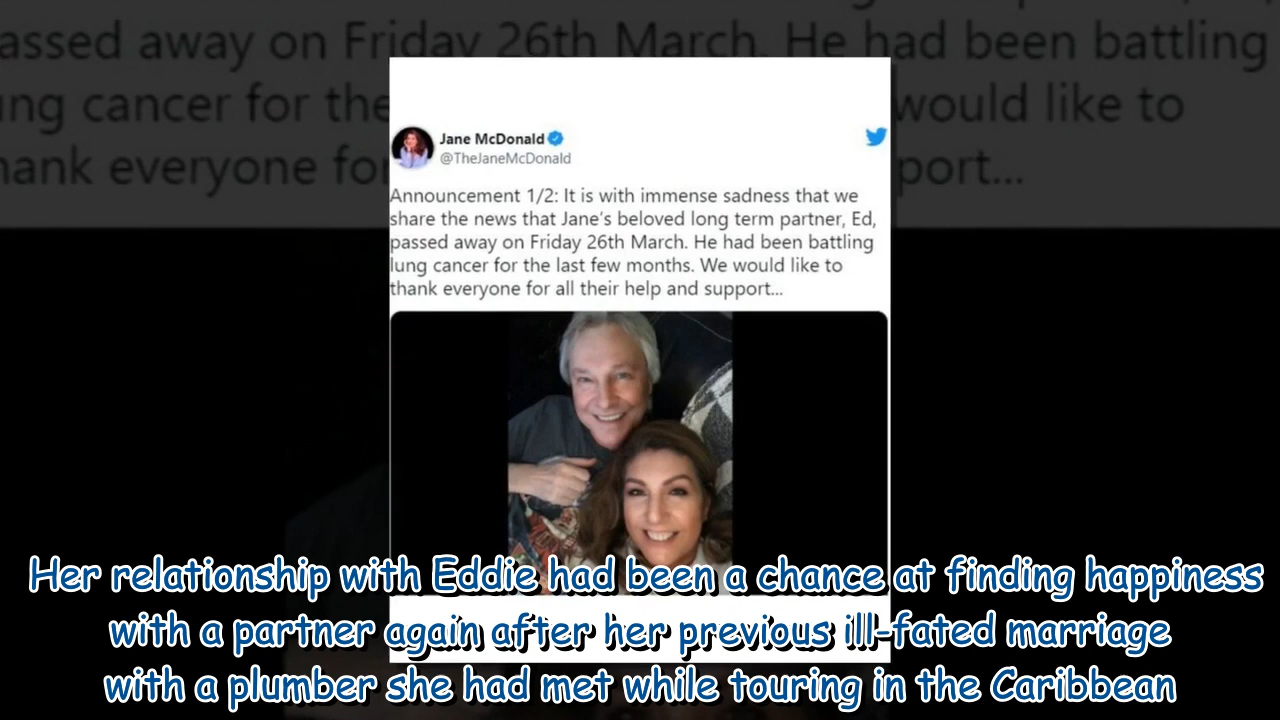 assed away on Friday 26th March. He had been battling
ung cancer for the
would like to
hank everyone fo
port...
Jane McDonald
@TheJaneMcDonald
Announcement 1/2: It is with immense sadness that we
share the news that Jane's beloved long term partner, Ed,
passed away on Friday 26th March. He had been battling
lung cancer for the last few months. We would like to
thank everyone for all their help and support...
Her relationship with Eddie had been a chance at finding happiness
with a partner again after her previous ill-fated marriage
with a plumber she had met while touring in the Caribbean